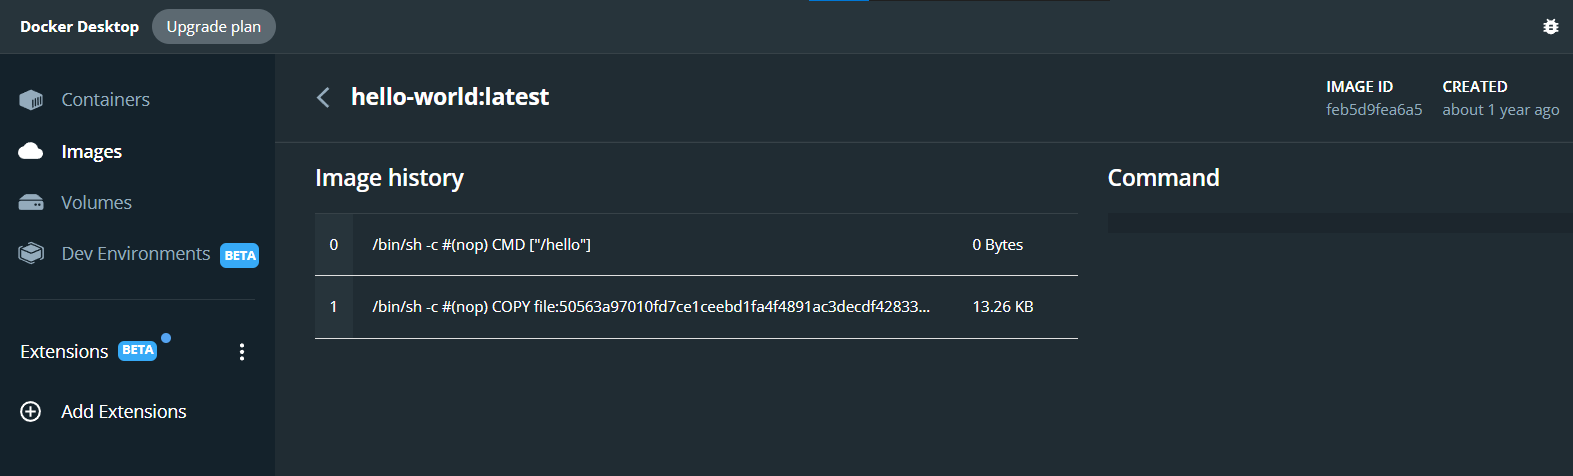 Docker Desktop Upgrade plan
Containers
Images
Volumes
Dev Environments BETA
Extensions BETA
Add Extensions
hello-world:latest
IMAGE ID
feb5d9fea6a5
CREATED
about 1 year ago
Image history
0 /bin/sh -c #(nop) CMD ["/hello"] 0 Bytes
1 /bin/sh -c #(nop) COPY file:50563a97010fd7ce1ceebd1fa4f4891ac3decdf42833... 13.26 KB
Command